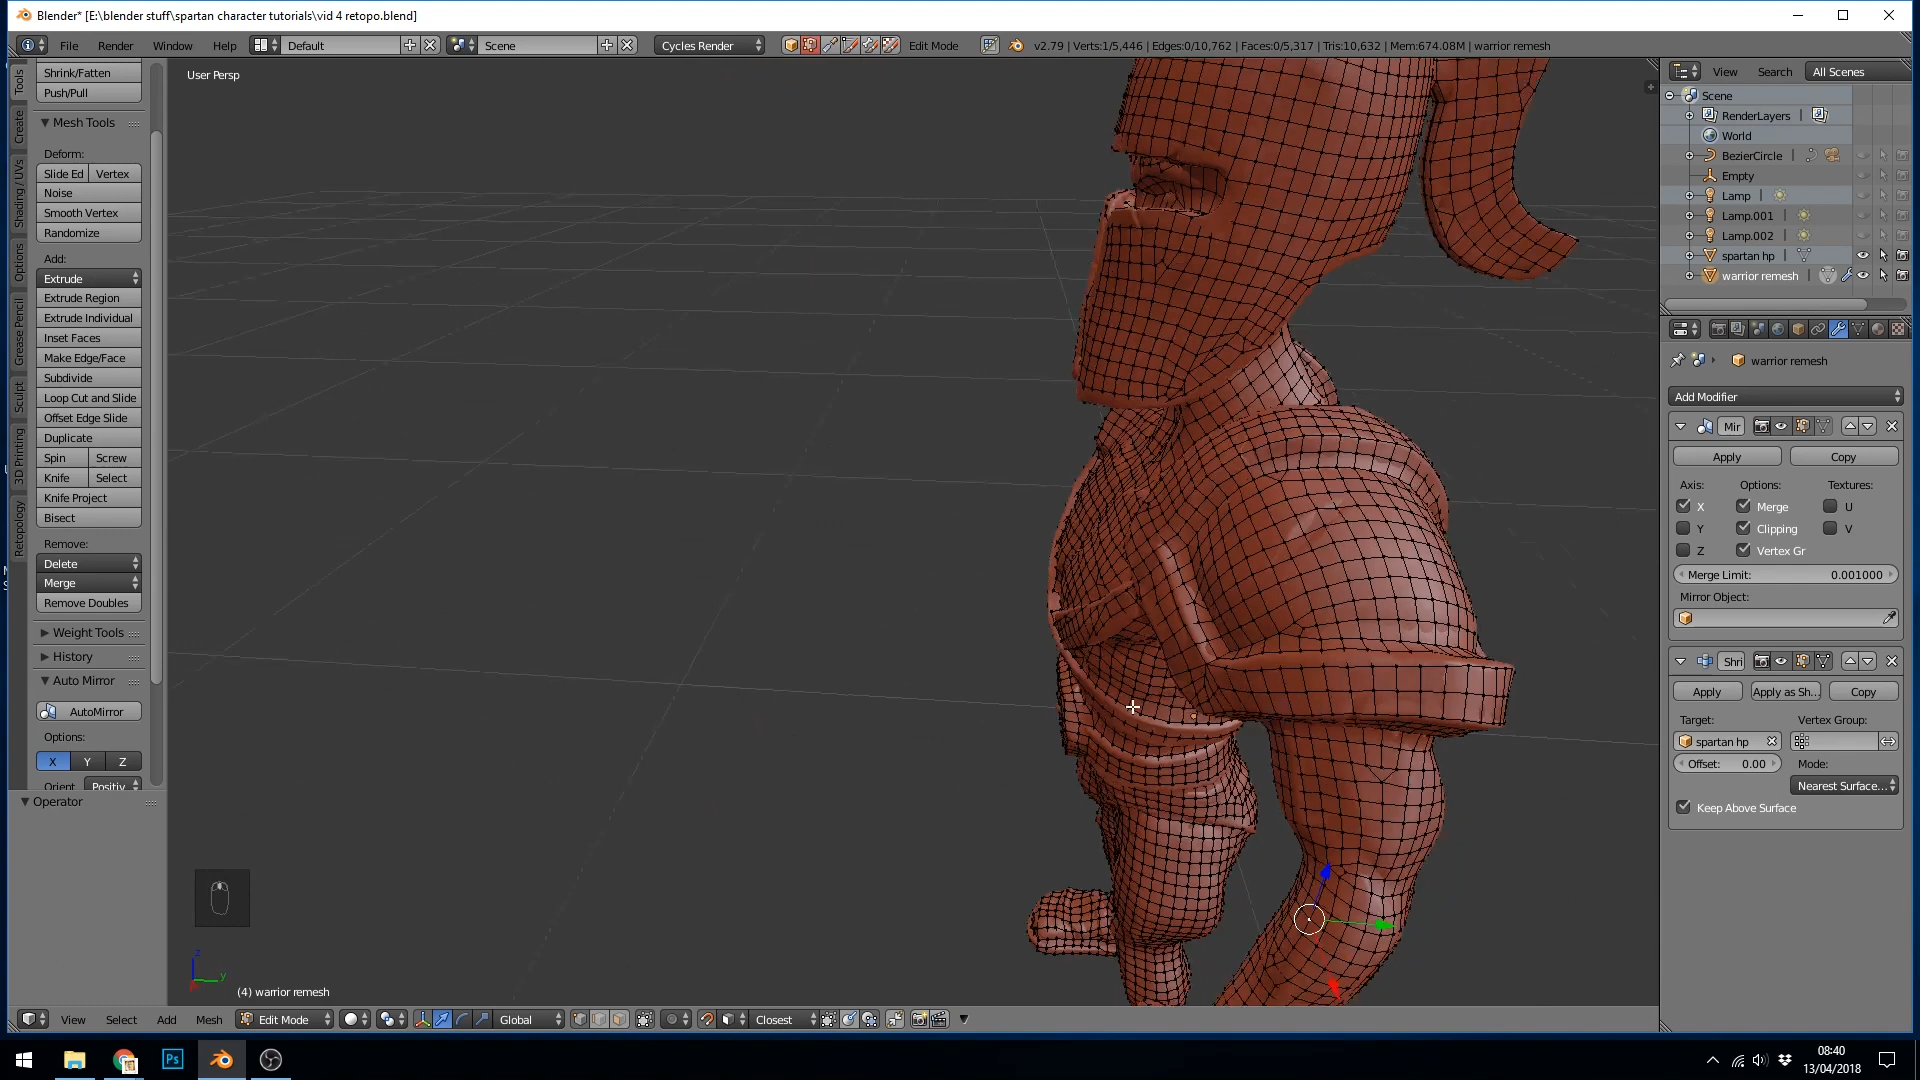 Blender* [E:\blender stuff\spartan character tutorials\vid 4 retopo.blend]
File Render Window Help Default Scene Cycles Render Edit Mode v2.79 | Verts:1/5,446 | Edges:0/10,762 | Faces:0/5,317 | Tris:10,632 | Mem:674.08M | warrior remesh
Tools
Create
Shading / UVs
Options
Grease Pencil
Sculpt
3D Printing
Retopology
Shrink/Fatten
Push/Pull
Mesh Tools
Deform:
Slide Ed Vertex
Noise
Smooth Vertex
Randomize
Add:
Extrude
Extrude Region
Extrude Individual
Inset Faces
Make Edge/Face
Subdivide
Loop Cut and Slide
Offset Edge Slide
Duplicate
Spin Screw
Knife Select
Knife Project
Bisect
Remove:
Delete
Merge
Remove Doubles
Weight Tools
History
Auto Mirror
AutoMirror
Options:
X Y Z
Orient Positiv
Operator
User Persp
z
y
(4) warrior remesh
View Select Add Mesh Edit Mode Global Closest
View Search All Scenes
Scene
RenderLayers
World
BezierCircle
Empty
Lamp
Lamp.001
Lamp.002
spartan hp
warrior remesh
warrior remesh
Add Modifier
Mir
Apply Copy
Axis: Options: Textures:
X Merge U
Y Clipping V
Z Vertex Gr
Merge Limit: 0.001000
Mirror Object:
Shri
Apply Apply as Sh... Copy
Target: Vertex Group:
spartan hp
Offset: 0.00 Mode:
Nearest Surface...
Keep Above Surface
Ps
08:40
13/04/2018